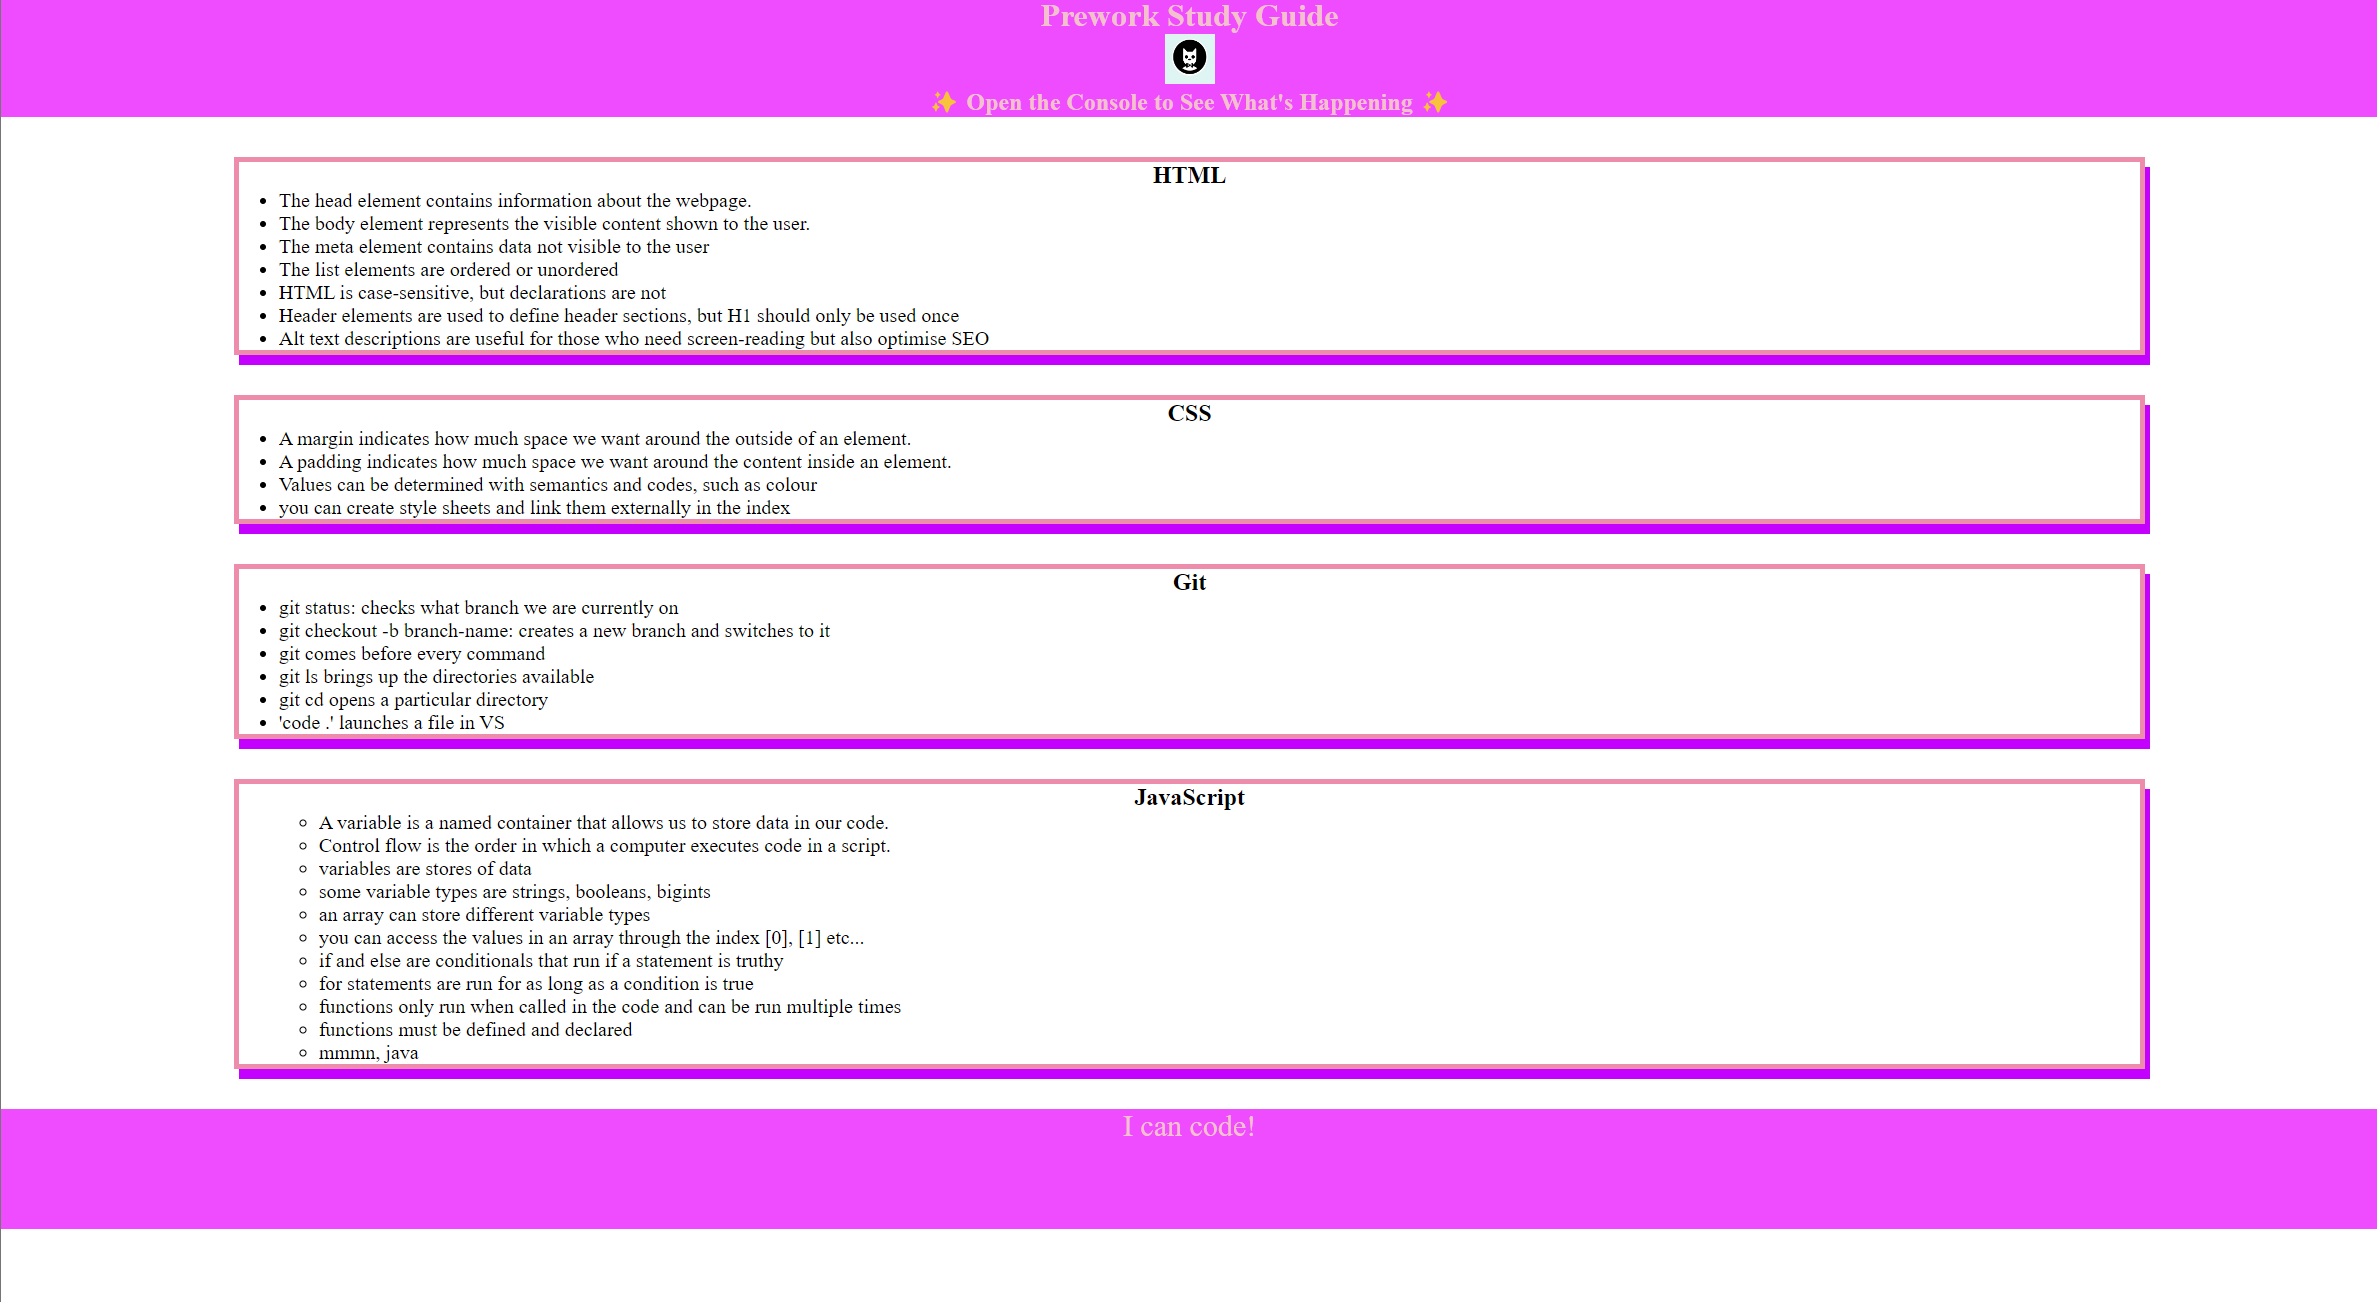 Prework Study Guide
✨ Open the Console to See What's Happening ✨
HTML
The head element contains information about the webpage.
The body element represents the visible content shown to the user.
The meta element contains data not visible to the user
The list elements are ordered or unordered
HTML is case-sensitive, but declarations are not
Header elements are used to define header sections, but H1 should only be used once
Alt text descriptions are useful for those who need screen-reading but also optimise SEO
CSS
A margin indicates how much space we want around the outside of an element.
A padding indicates how much space we want around the content inside an element.
Values can be determined with semantics and codes, such as colour
you can create style sheets and link them externally in the index
Git
git status: checks what branch we are currently on
git checkout -b branch-name: creates a new branch and switches to it
git comes before every command
git ls brings up the directories available
git cd opens a particular directory
'code .' launches a file in VS
JavaScript
A variable is a named container that allows us to store data in our code.
Control flow is the order in which a computer executes code in a script.
variables are stores of data
some variable types are strings, booleans, bigints
an array can store different variable types
you can access the values in an array through the index [0], [1] etc...
if and else are conditionals that run if a statement is truthy
for statements are run for as long as a condition is true
functions only run when called in the code and can be run multiple times
functions must be defined and declared
mmmn, java
I can code!